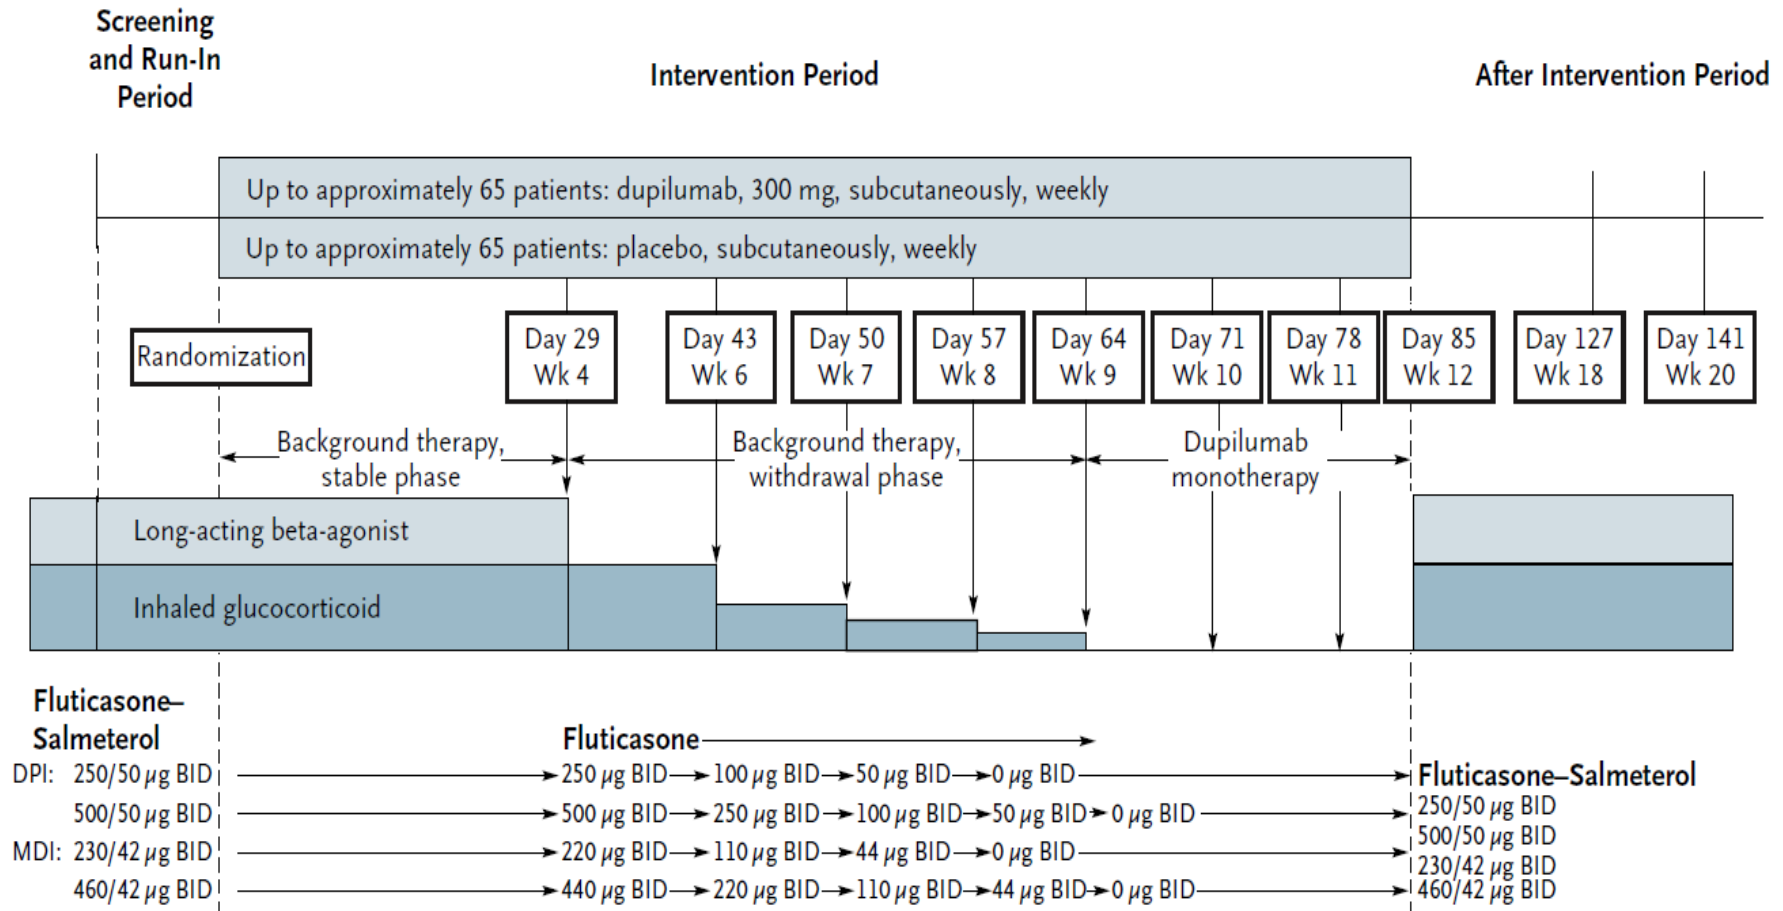 Screening
and Run-In
Period
Intervention Period
After Intervention Period
Up to approximately 65 patients: dupilumab, 300 mg, subcutaneously, weekly
Up to approximately 65 patients: placebo, subcutaneously, weekly
Randomization
Day 29
Wk 4
Day 43
Wk 6
Day 50
Wk 7
Day 57
Wk 8
Day 64
Wk 9
Day 71
Wk 10
Day 78
Wk 11
Day 85
Wk 12
Day 127
Wk 18
Day 141
Wk 20
Background therapy,
stable phase
Background therapy,
withdrawal phase
Dupilumab
monotherapy
Long-acting beta-agonist
Inhaled glucocorticoid
Fluticasone–
Salmeterol
Fluticasone
DPI: 250/50 µg BID 250 µg BID 100 µg BID 50 µg BID 0 µg BID
500/50 µg BID 500 µg BID 250 µg BID 100 µg BID 50 µg BID 0 µg BID
MDI: 230/42 µg BID 220 µg BID 110 µg BID 44 µg BID 0 µg BID
460/42 µg BID 440 µg BID 220 µg BID 110 µg BID 44 µg BID 0 µg BID
Fluticasone–Salmeterol
250/50 µg BID
500/50 µg BID
230/42 µg BID
460/42 µg BID